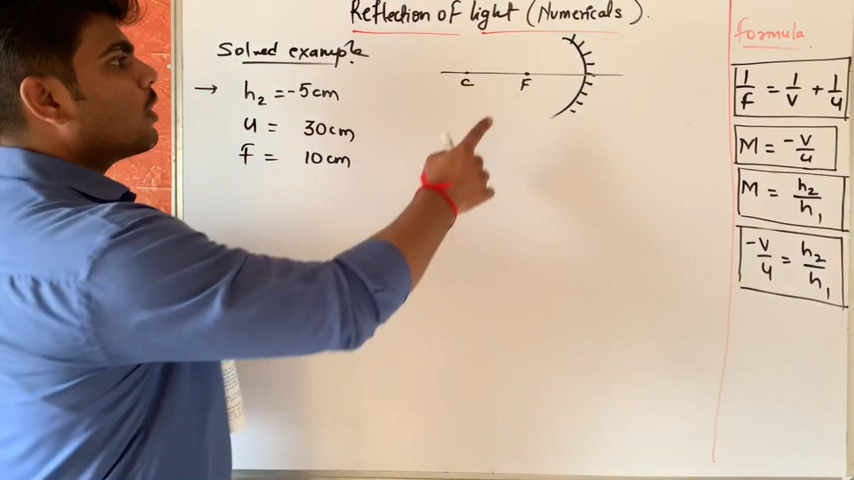 Reflection of light (Numericals).
Solved example
→ h₂ = -5cm
u = 30cm
F = 10cm
C F
formula
1/f = 1/v + 1/u
M = -v/u
M = h₂/h₁
-v/u = h₂/h₁